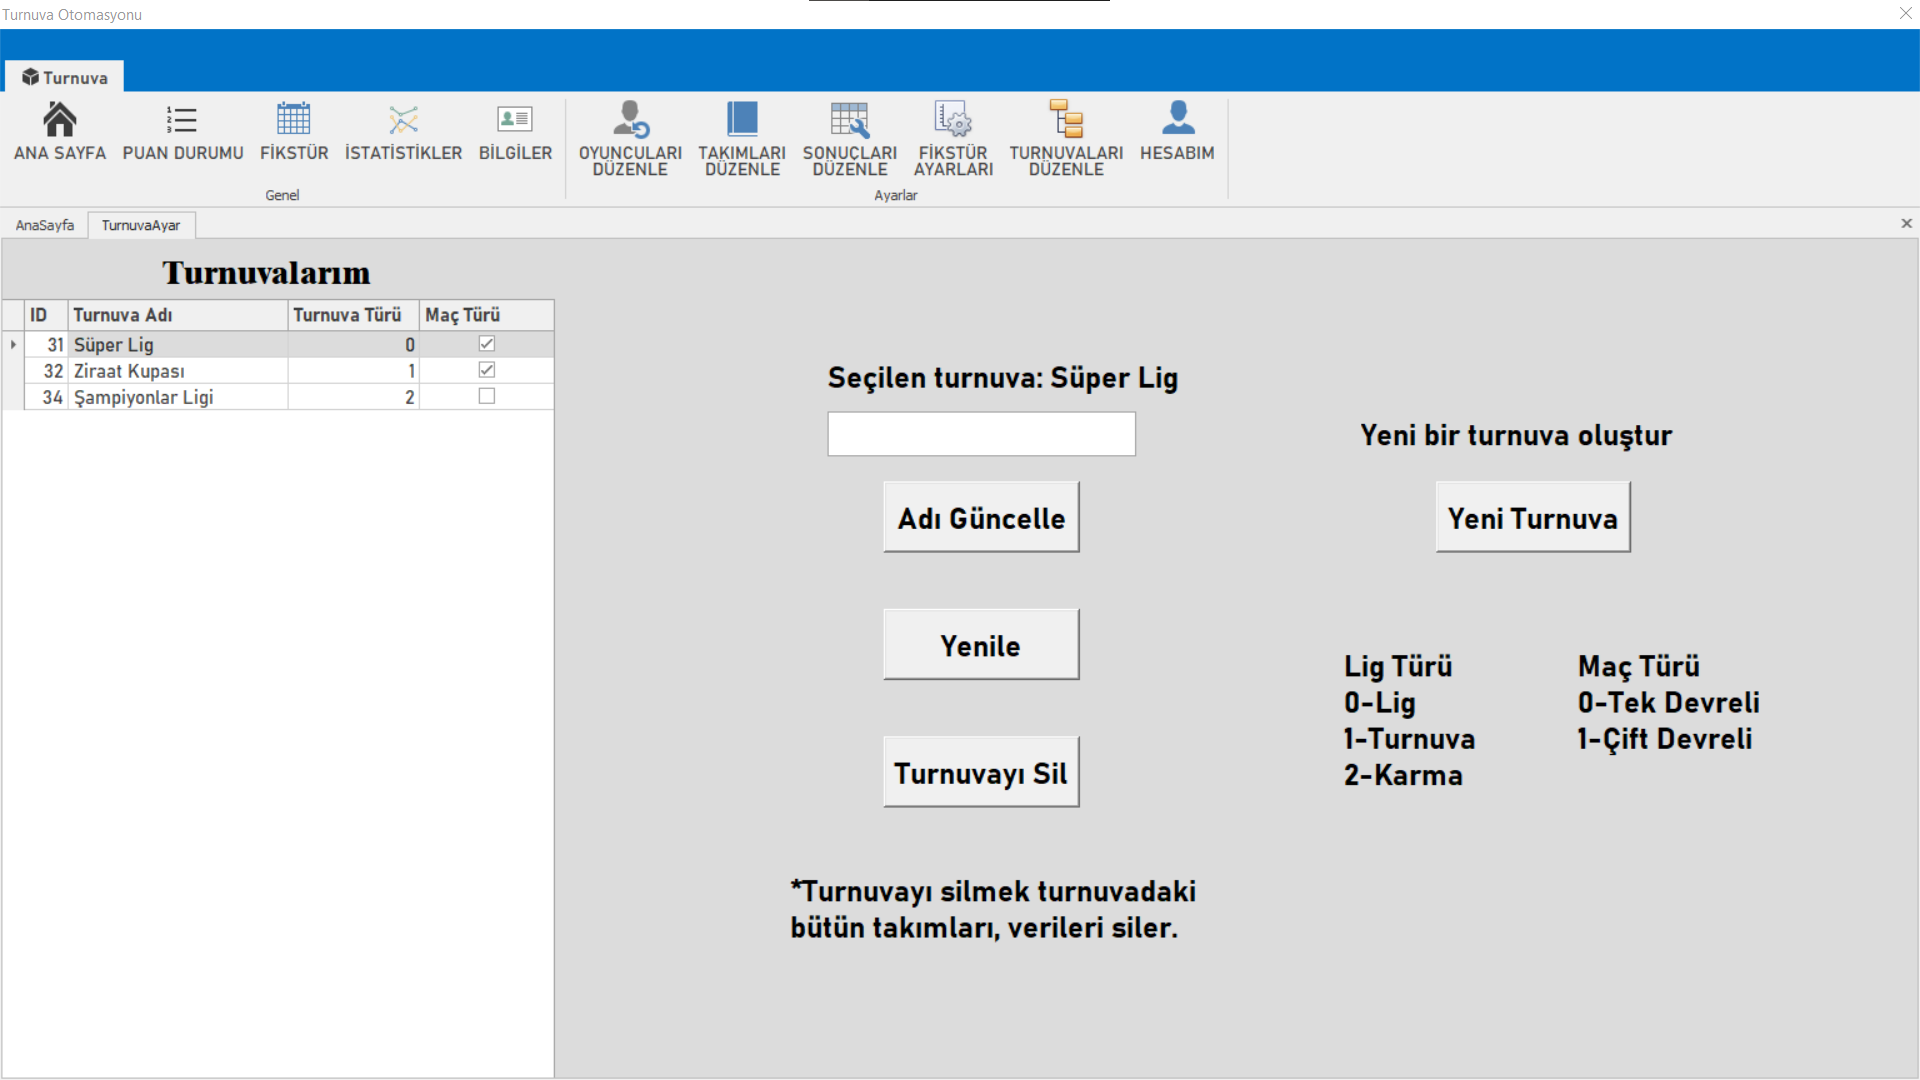 Turnuva Otomasyonu
Turnuva
ANA SAYFA
PUAN DURUMU
FİKSTÜR
İSTATİSTİKLER
BİLGİLER
Genel
OYUNCULARI
DÜZENLE
TAKIMLARI
DÜZENLE
SONUÇLARI
DÜZENLE
FİKSTÜR
AYARLARI
TURNUVALARI
DÜZENLE
HESABIM
Ayarlar
AnaSayfa
TurnuvaAyar
Turnuvalarım
ID Turnuva Adı Turnuva Türü Maç Türü
31 Süper Lig 0
32 Ziraat Kupası 1
34 Şampiyonlar Ligi 2
Seçilen turnuva: Süper Lig
Adı Güncelle
Yenile
Turnuvayı Sil
*Turnuvayı silmek turnuvadaki
bütün takımları, verileri siler.
Yeni bir turnuva oluştur
Yeni Turnuva
Lig Türü
0-Lig
1-Turnuva
2-Karma
Maç Türü
0-Tek Devreli
1-Çift Devreli